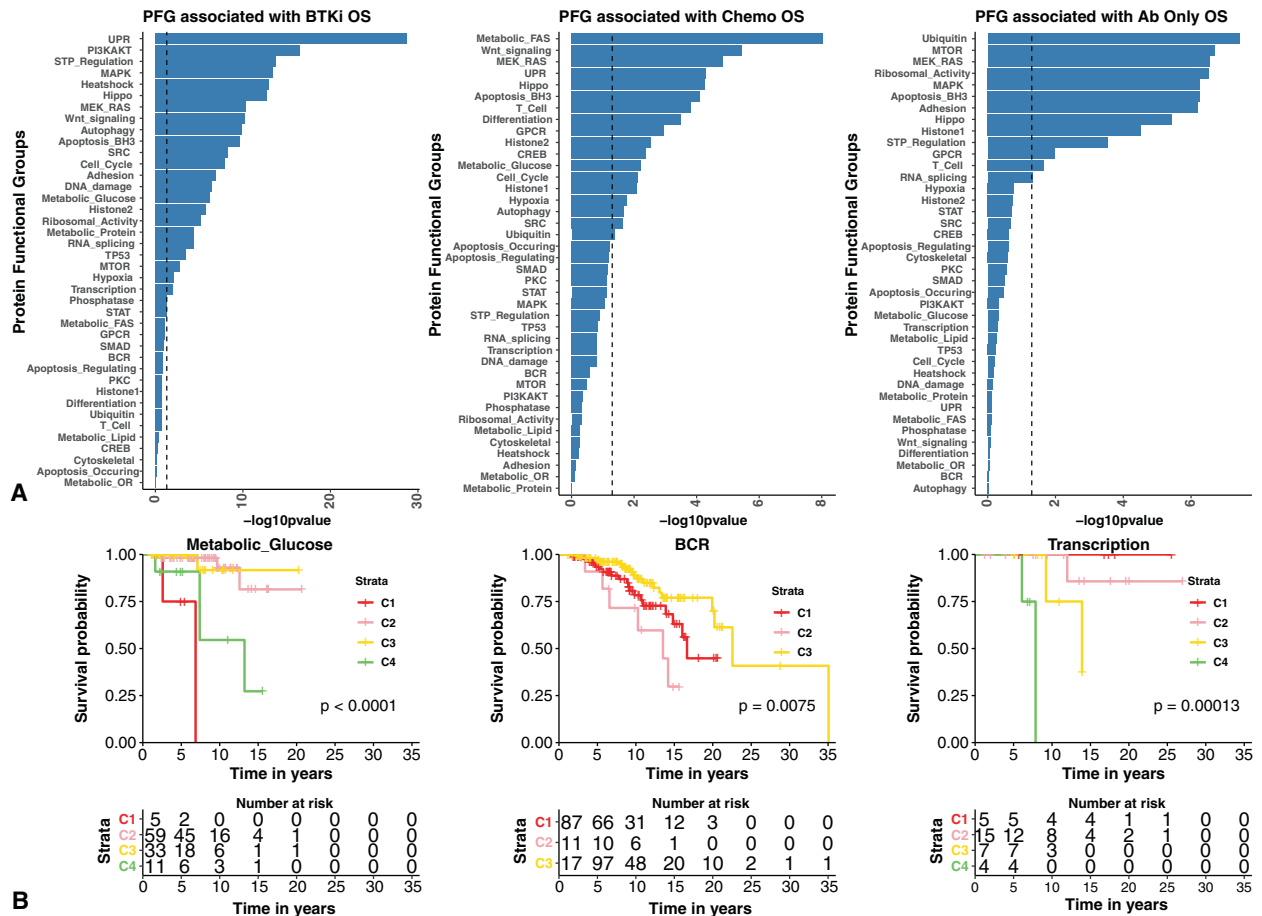 PFG associated with BTKi OS
Protein Functional Groups
UPR
PI3KAKT
STP_Regulation
MAPK
Heatshock
Hippo
MEK_RAS
Wnt_signaling
Autophagy
Apoptosis_BH3
SRC
Cell_Cycle
Adhesion
DNA_damage
Metabolic_Glucose
Histone2
Ribosomal_Activity
Metabolic_Protein
RNA_splicing
TP53
MTOR
Hypoxia
Transcription
Phosphatase
STAT
Metabolic_FAS
GPCR
SMAD
BCR
Apoptosis_Regulating
PKC
Histone1
Differentiation
Ubiquitin
T_Cell
Metabolic_Lipid
CREB
Cytoskeletal
Apoptosis_Occuring
Metabolic_OR
0 10 20 30
−log10pvalue
PFG associated with Chemo OS
Protein Functional Groups
Metabolic_FAS
Wnt_signaling
MEK_RAS
UPR
Hippo
Apoptosis_BH3
T_Cell
Differentiation
GPCR
Histone2
CREB
Metabolic_Glucose
Cell_Cycle
Histone1
Hypoxia
Autophagy
SRC
Ubiquitin
Apoptosis_Occuring
Apoptosis_Regulating
SMAD
PKC
STAT
MAPK
STP_Regulation
TP53
RNA_splicing
Transcription
DNA_damage
BCR
MTOR
PI3KAKT
Phosphatase
Ribosomal_Activity
Metabolic_Lipid
Cytoskeletal
Heatshock
Adhesion
Metabolic_OR
Metabolic_Protein
0 2 4 6 8
−log10pvalue
PFG associated with Ab Only OS
Protein Functional Groups
Ubiquitin
MTOR
MEK_RAS
Ribosomal_Activity
MAPK
Apoptosis_BH3
Adhesion
Hippo
Histone1
STP_Regulation
GPCR
T_Cell
RNA_splicing
Hypoxia
Histone2
STAT
SRC
CREB
Apoptosis_Regulating
Cytoskeletal
PKC
SMAD
Apoptosis_Occuring
PI3KAKT
Metabolic_Glucose
Transcription
Metabolic_Lipid
TP53
Cell_Cycle
Heatshock
DNA_damage
Metabolic_Protein
UPR
Metabolic_FAS
Phosphatase
Wnt_signaling
Differentiation
Metabolic_OR
BCR
Autophagy
0 2 4 6
−log10pvalue
A
Metabolic_Glucose
Survival probability
1.00
0.75
0.50
0.25
0.00
Strata
C1
C2
C3
C4
p < 0.0001
0 5 10 15 20 25 30 35
Time in years
Number at risk
Strata
C1 5 2 0 0 0 0 0 0
C2 59 45 16 4 1 0 0 0
C3 33 18 6 1 1 0 0 0
C4 11 6 3 1 0 0 0 0
0 5 10 15 20 25 30 35
Time in years
BCR
Survival probability
1.00
0.75
0.50
0.25
0.00
Strata
C1
C2
C3
p = 0.0075
0 5 10 15 20 25 30 35
Time in years
Number at risk
Strata
C1 87 66 31 12 3 0 0 0
C2 11 10 6 1 0 0 0 0
C3 17 97 48 20 10 2 1 1
0 5 10 15 20 25 30 35
Time in years
Transcription
Survival probability
1.00
0.75
0.50
0.25
0.00
Strata
C1
C2
C3
C4
p = 0.00013
0 5 10 15 20 25 30 35
Time in years
Number at risk
Strata
C1 5 5 4 4 1 1 0 0
C2 15 12 8 4 2 1 0 0
C3 7 7 3 0 0 0 0 0
C4 4 4 0 0 0 0 0 0
0 5 10 15 20 25 30 35
Time in years
B